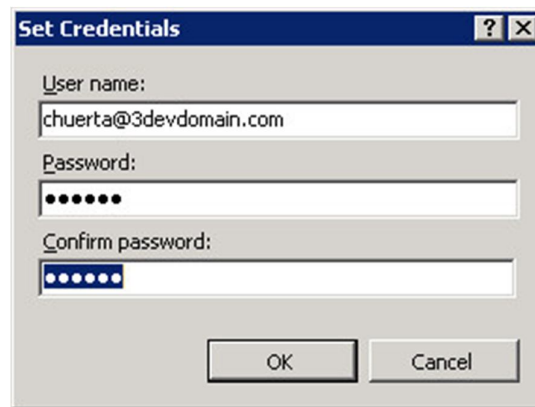 Set Credentials
User name:
chuerta@3devdomain.com
Password:
●●●●●●
Confirm password:
●●●●●●
OK
Cancel